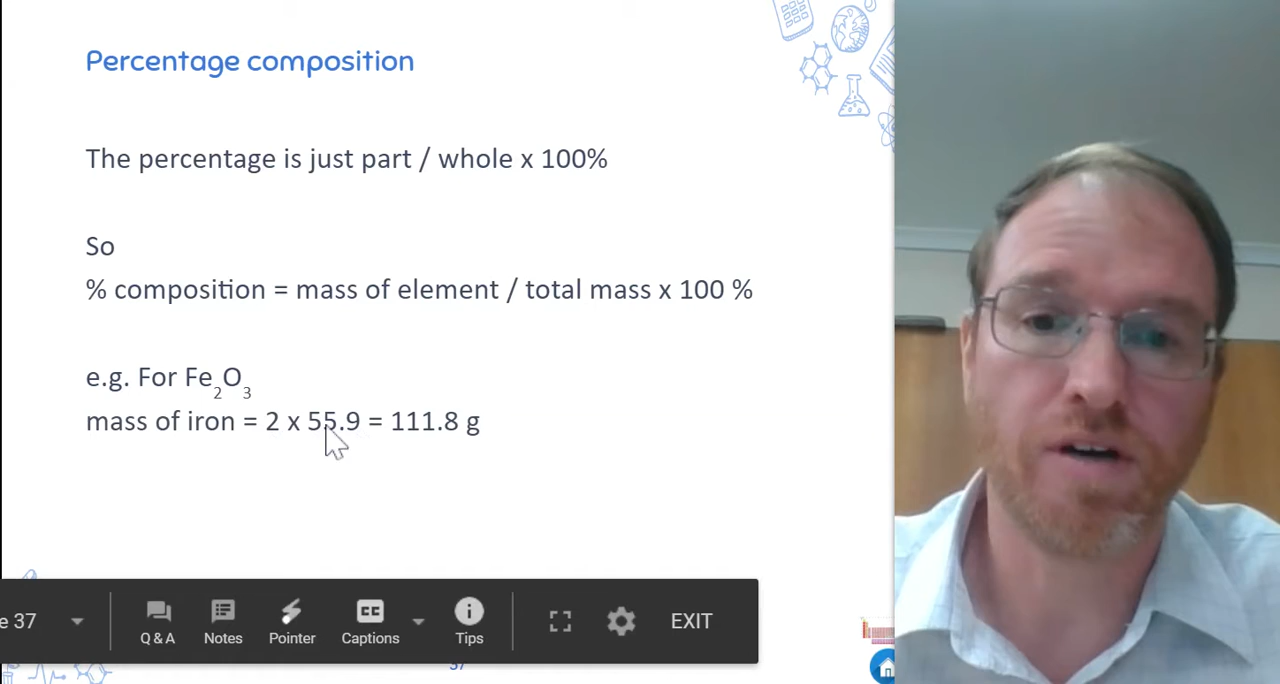 Percentage composition
The percentage is just part / whole x 100%
So
% composition = mass of element / total mass x 100 %
e.g. For Fe₂O₃
mass of iron = 2 x 55.9 = 111.8 g
e 37
Q & A
Notes
Pointer
Captions
Tips
EXIT
37